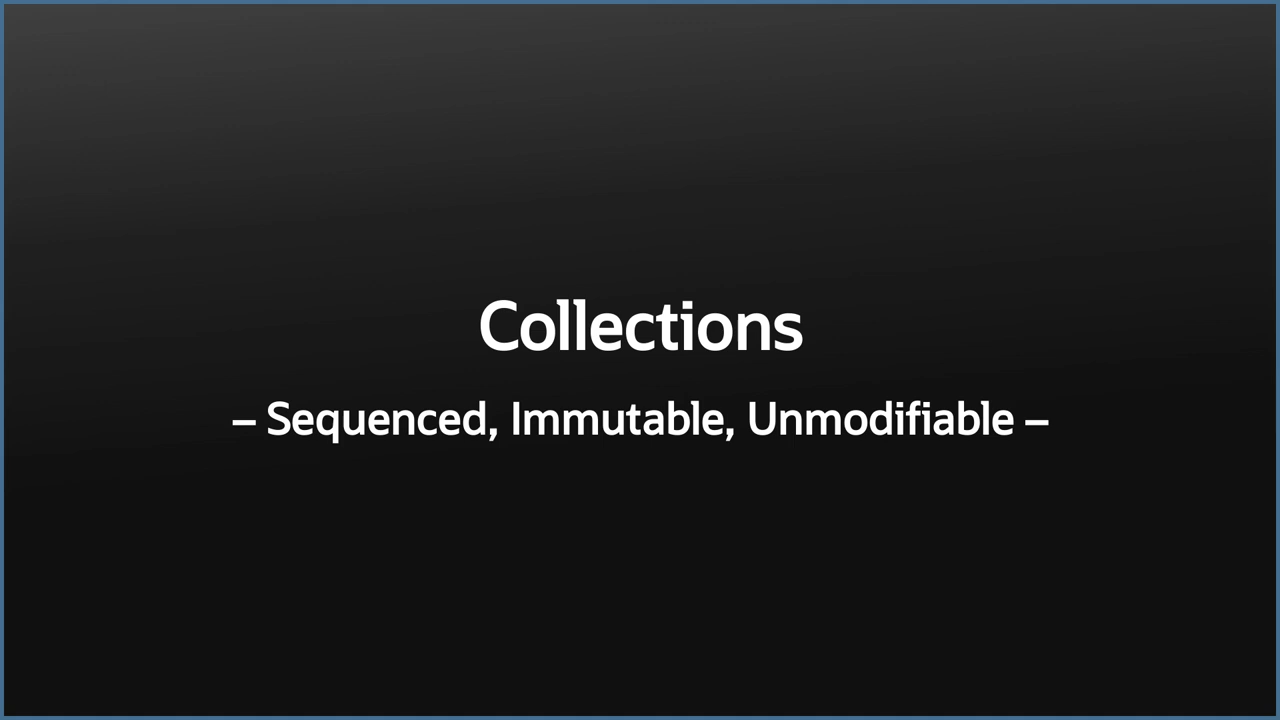 Collections
– Sequenced, Immutable, Unmodifiable –